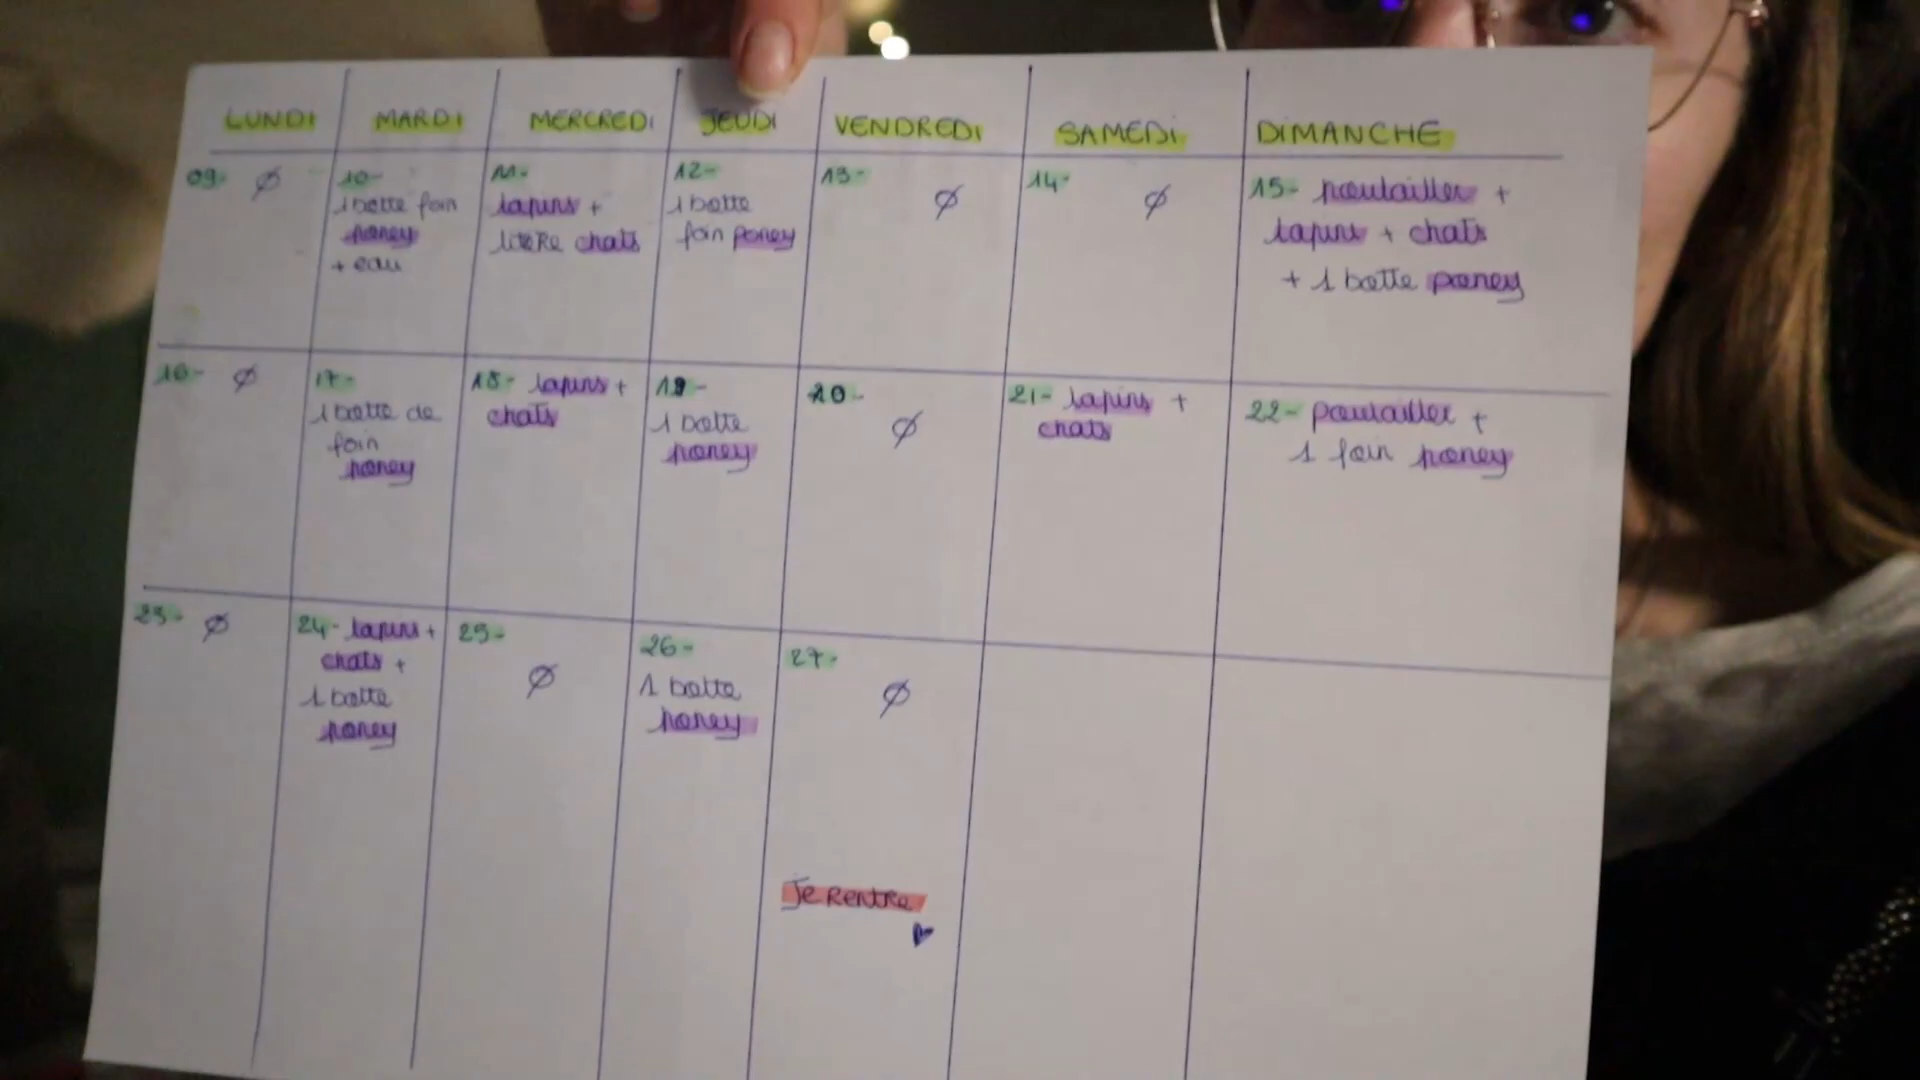 LUNDI MARDI MERCREDI JEUDI VENDREDI SAMEDI DIMANCHE
09- Ø
10-
1 botte foin
poney
+ eau
11-
lapins +
litière chats
12-
1 botte
foin poney
13- Ø
14- Ø
15- poulailler +
lapins + chats
+ 1 botte poney
16- Ø
17-
1 botte de
foin
poney
18- lapins +
chats
19-
1 botte
poney
20- Ø
21- lapins +
chats
22- poulailler +
1 foin poney
23- Ø
24- lapins +
chats +
1 botte
poney
25- Ø
26-
1 botte
poney
27- Ø
Je Rentre